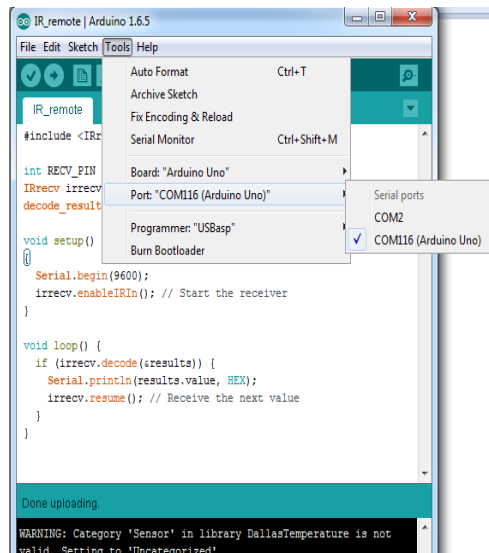 IR_remote | Arduino 1.6.5
File Edit Sketch Tools Help
Auto Format Ctrl+T
Archive Sketch
Fix Encoding & Reload
Serial Monitor Ctrl+Shift+M
Board: "Arduino Uno"
Port: "COM116 (Arduino Uno)"
Programmer: "USBasp"
Burn Bootloader
Serial ports
COM2
COM116 (Arduino Uno)
IR_remote
#include <IRr
int RECV_PIN
IRrecv irrecv
decode_result
void setup()
{
Serial.begin(9600);
irrecv.enableIRIn(); // Start the receiver
}
void loop() {
if (irrecv.decode(&results)) {
Serial.println(results.value, HEX);
irrecv.resume(); // Receive the next value
}
}
Done uploading.
WARNING: Category 'Sensor' in library DallasTemperature is not
valid. Setting to 'Uncategorized'